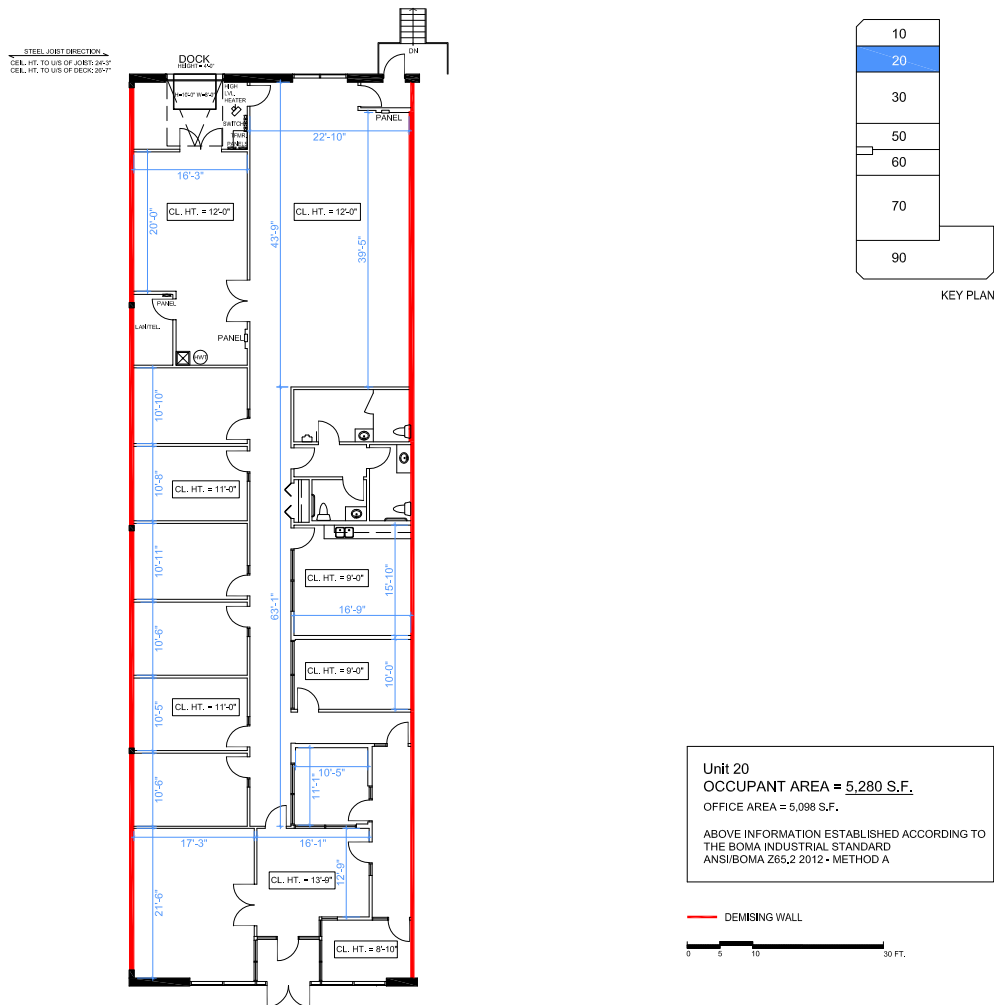 STEEL JOIST DIRECTION
CEIL. HT. TO U/S OF JOIST: 24'-3"
CEIL. HT. TO U/S OF DECK: 26'-7"
DOCK
HEIGHT = 4'-0"
DN
HIGH
LVL.
HEATER
SWITCH
TFMR.
PANELS
PANEL
22'-10"
16'-3"
CL. HT. = 12'-0"
CL. HT. = 12'-0"
20'-0"
43'-9"
39'-5"
PANEL
LAN/TEL.
PANEL
HWT
10'-10"
10'-8"
CL. HT. = 11'-0"
10'-11"
CL. HT. = 9'-0"
15'-10"
16'-9"
63'-1"
10'-6"
CL. HT. = 9'-0"
10'-0"
10'-5"
CL. HT. = 11'-0"
10'-6"
10'-5"
11'-1"
17'-3"
16'-1"
12'-9"
CL. HT. = 13'-9"
21'-6"
CL. HT. = 8'-10"
10
20
30
50
60
70
90
KEY PLAN
Unit 20
OCCUPANT AREA = 5,280 S.F.
OFFICE AREA = 5,098 S.F.
ABOVE INFORMATION ESTABLISHED ACCORDING TO
THE BOMA INDUSTRIAL STANDARD
ANSI/BOMA Z65.2 2012 - METHOD A
DEMISING WALL
0 5 10 30 FT.